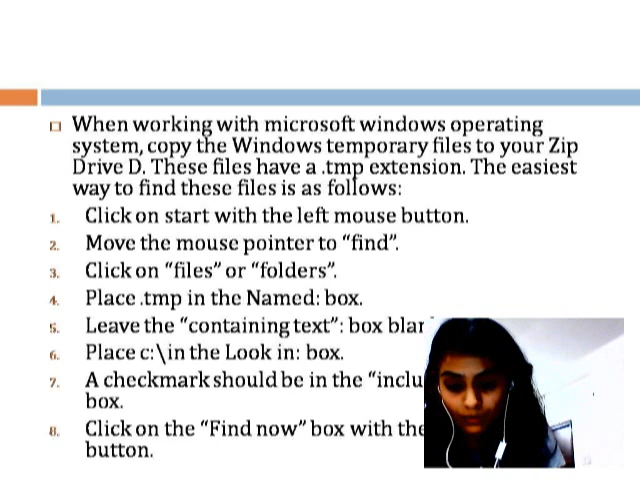 When working with microsoft windows operating
system, copy the Windows temporary files to your Zip
Drive D. These files have a .tmp extension. The easiest
way to find these files is as follows:
1. Click on start with the left mouse button.
2. Move the mouse pointer to “find”.
3. Click on “files” or “folders”.
4. Place .tmp in the Named: box.
5. Leave the “containing text”: box
6. Place c:\in the Look in: box.
7. A checkmark should be in the
box.
8. Click on the “Find now” box with the
button.